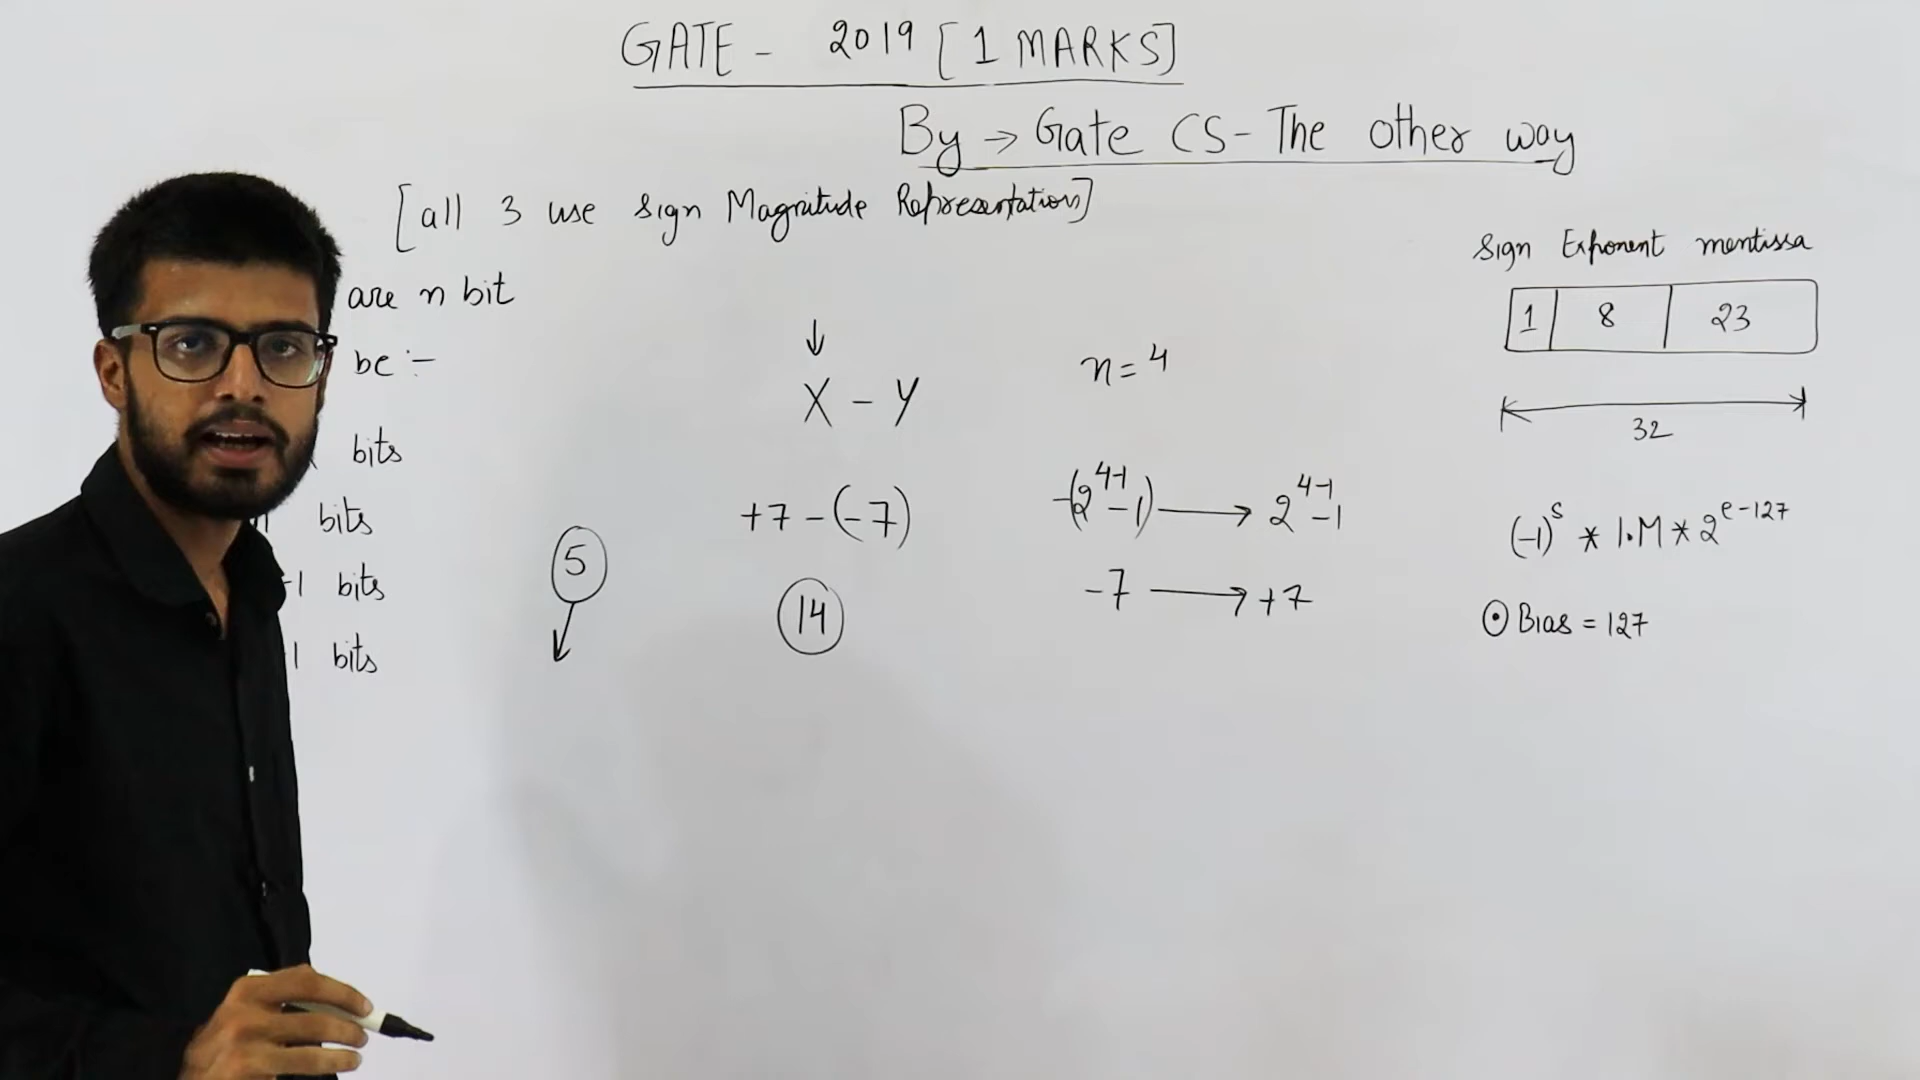 GATE - 2019 [1 MARKS]
By → Gate CS- The other way
[all 3 use sign Magnitude Representation]
are n bit
be :-
bits
bits
-1 bits
1 bits
5
↓
X - Y
+7 - (-7)
14
n = 4
-(2^{4-1} - 1) → 2^{4-1} - 1
-7 → +7
Sign Exponent mentissa
1 8 23
32
(-1)^s * 1.M * 2^{e-127}
⊙ Bias = 127